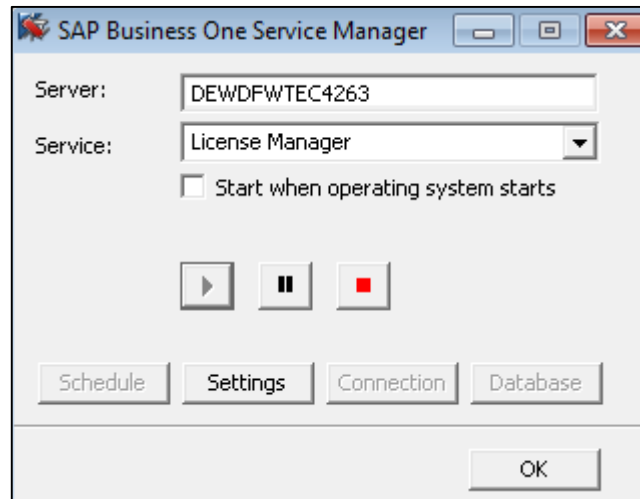 SAP Business One Service Manager
Server: DEWDFWTEC4263
Service: License Manager
Start when operating system starts
Schedule Settings Connection Database
OK